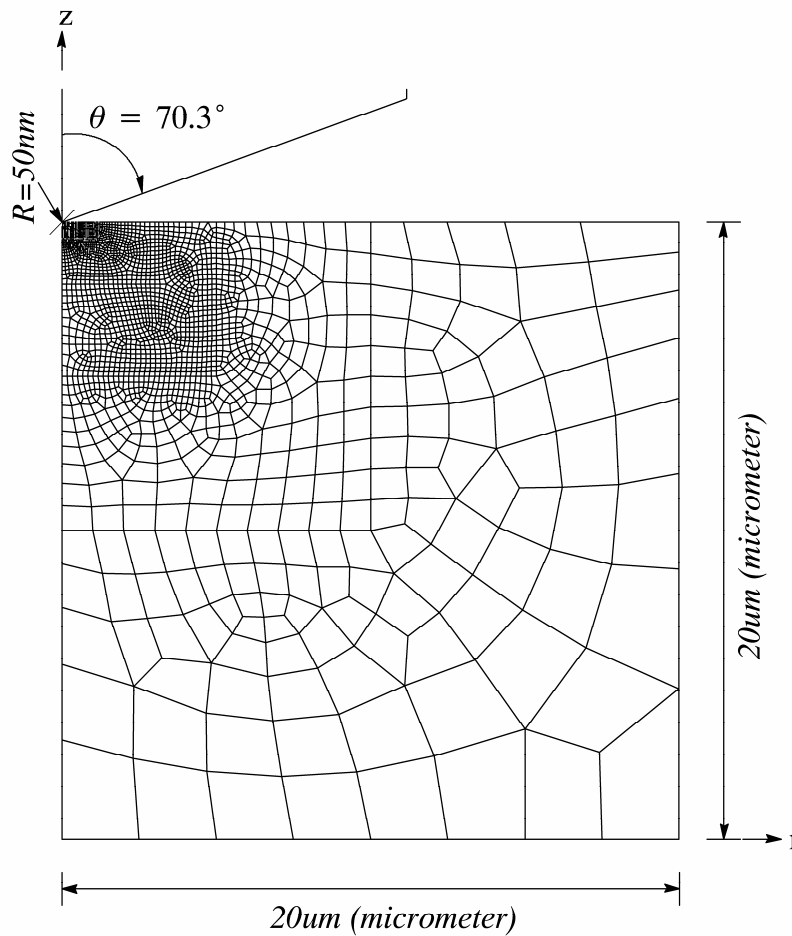 z
θ = 70.3°
R=50nm
20um (micrometer)
r
20um (micrometer)